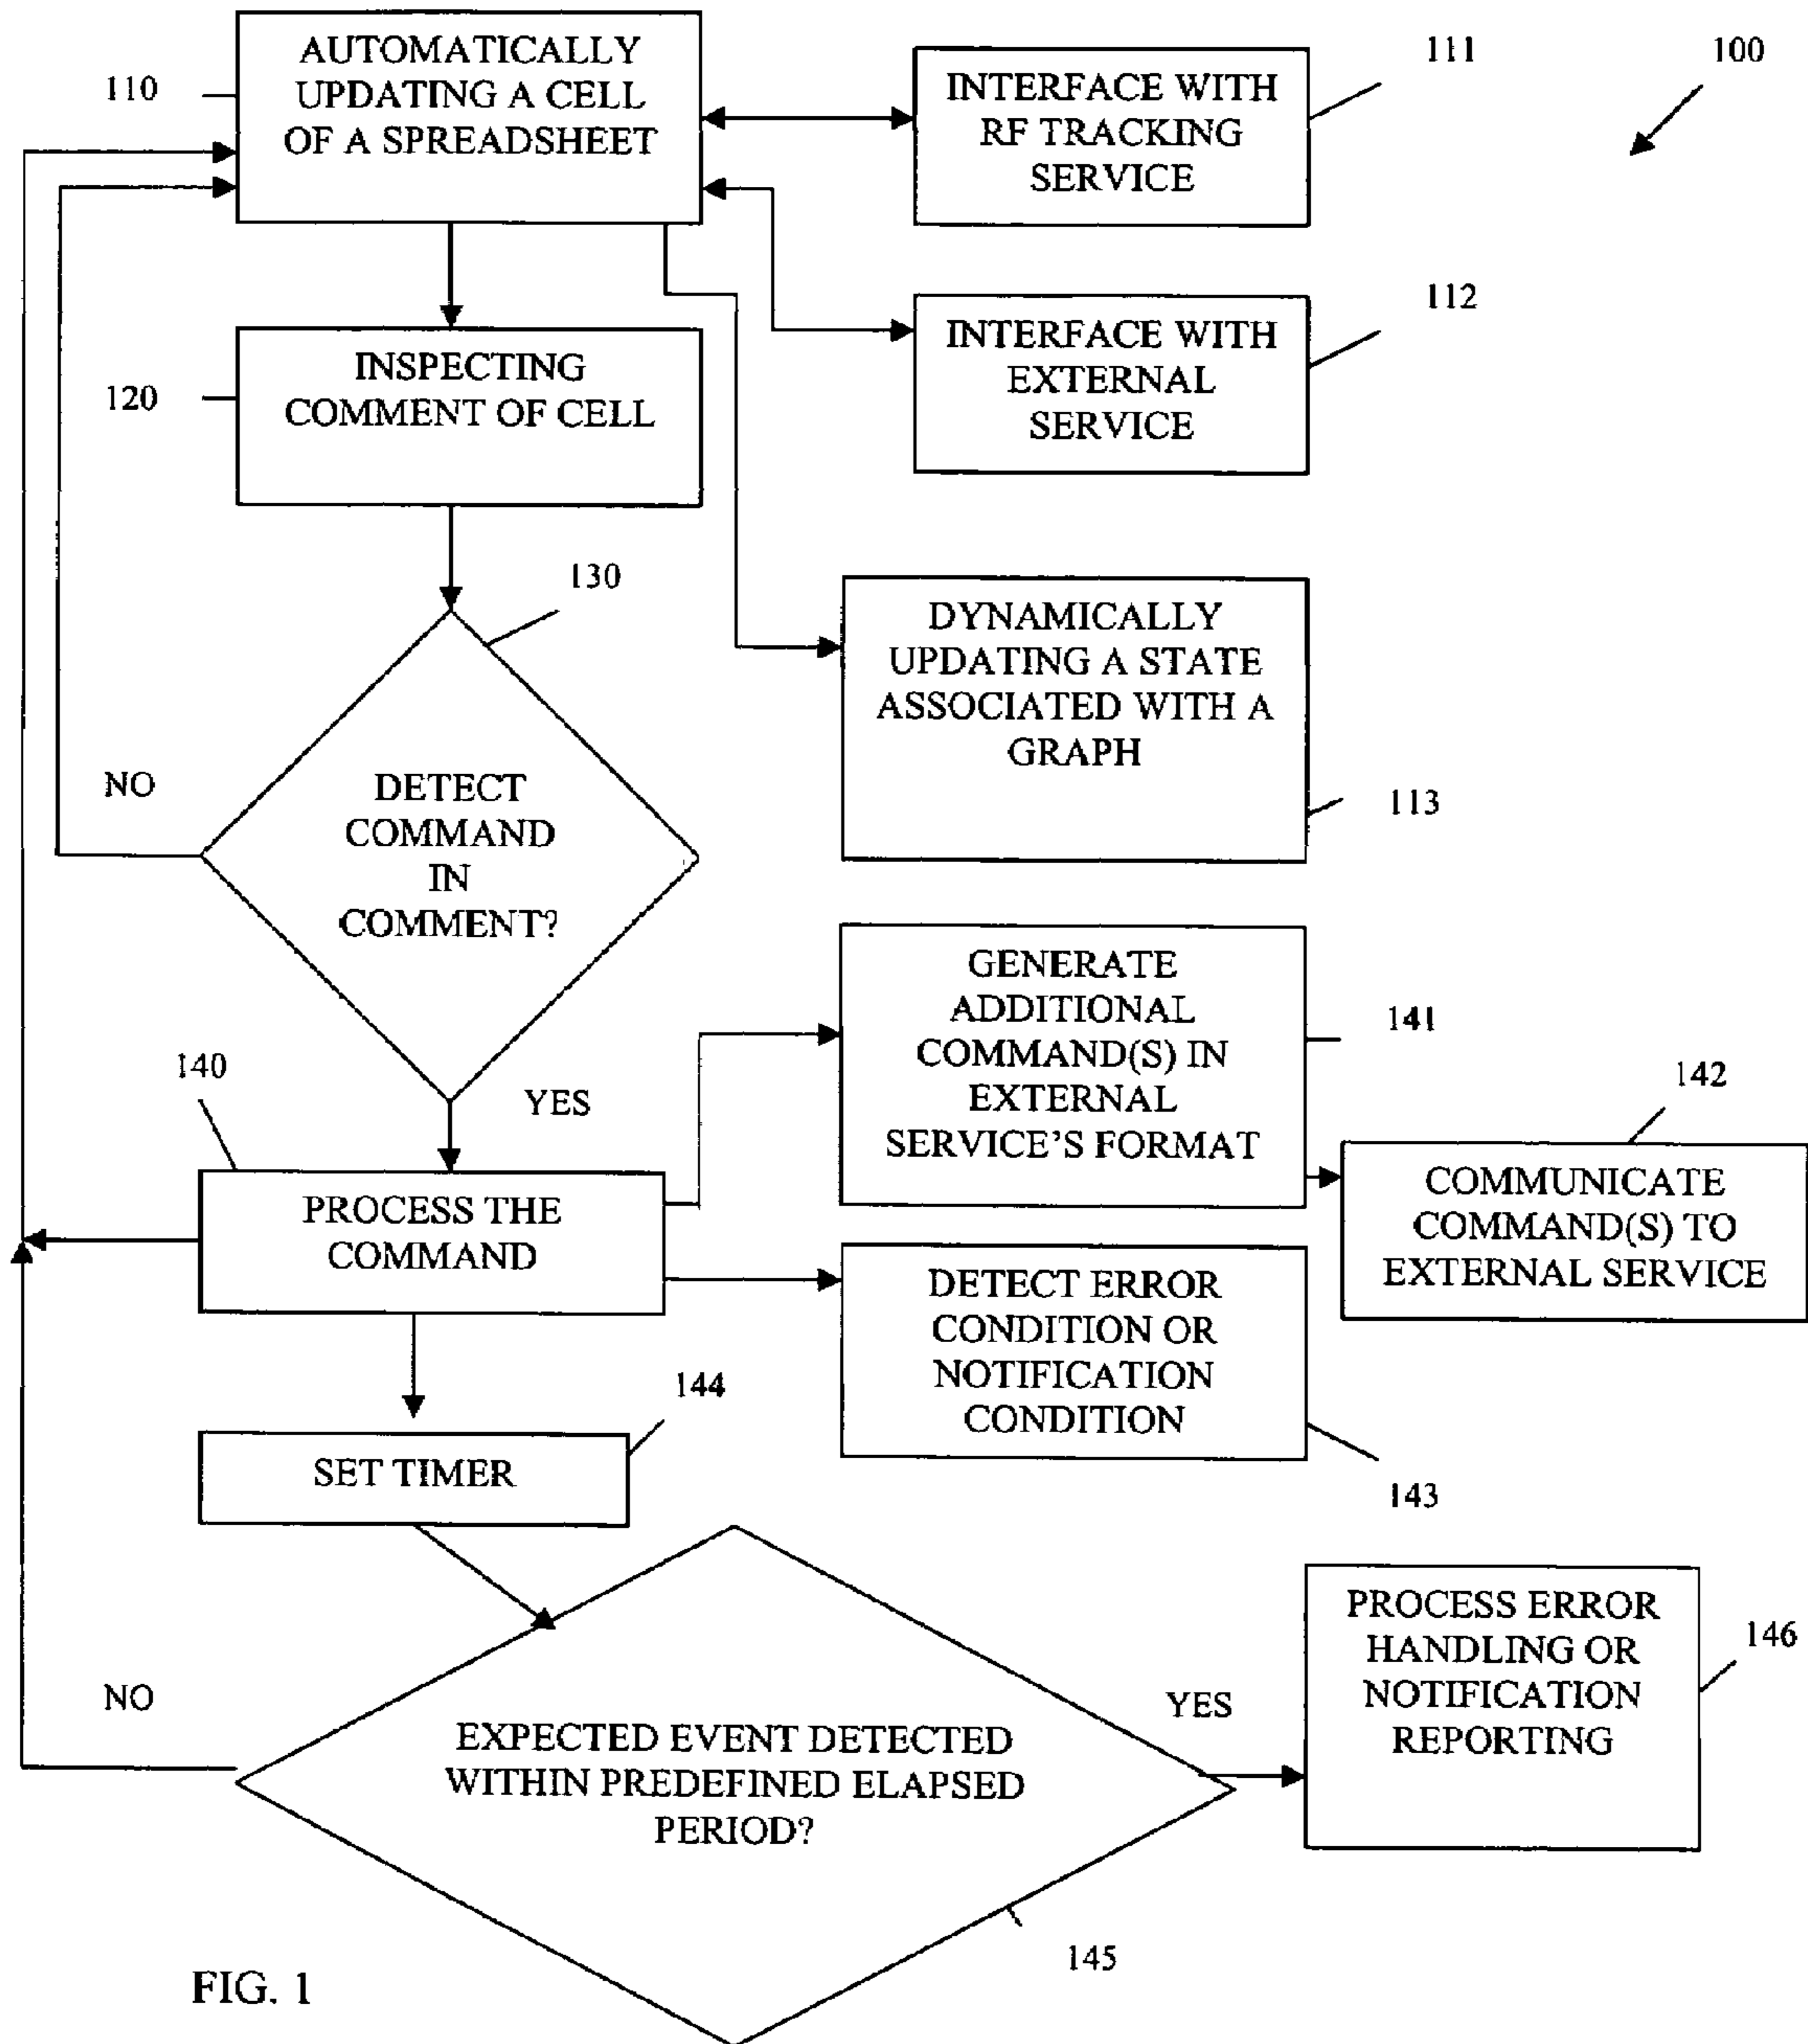 AUTOMATICALLY
UPDATING A CELL
OF A SPREADSHEET
110
INTERFACE WITH
RF TRACKING
SERVICE
111
100
INSPECTING
COMMENT OF CELL
120
INTERFACE WITH
EXTERNAL
SERVICE
112
130
DYNAMICALLY
UPDATING A STATE
ASSOCIATED WITH A
GRAPH
113
NO
DETECT
COMMAND
IN
COMMENT?
YES
GENERATE
ADDITIONAL
COMMAND(S) IN
EXTERNAL
SERVICE'S FORMAT
141
140
PROCESS THE
COMMAND
142
COMMUNICATE
COMMAND(S) TO
EXTERNAL SERVICE
DETECT ERROR
CONDITION OR
NOTIFICATION
CONDITION
143
144
SET TIMER
NO
EXPECTED EVENT DETECTED
WITHIN PREDEFINED ELAPSED
PERIOD?
YES
145
PROCESS ERROR
HANDLING OR
NOTIFICATION
REPORTING
146
FIG. 1